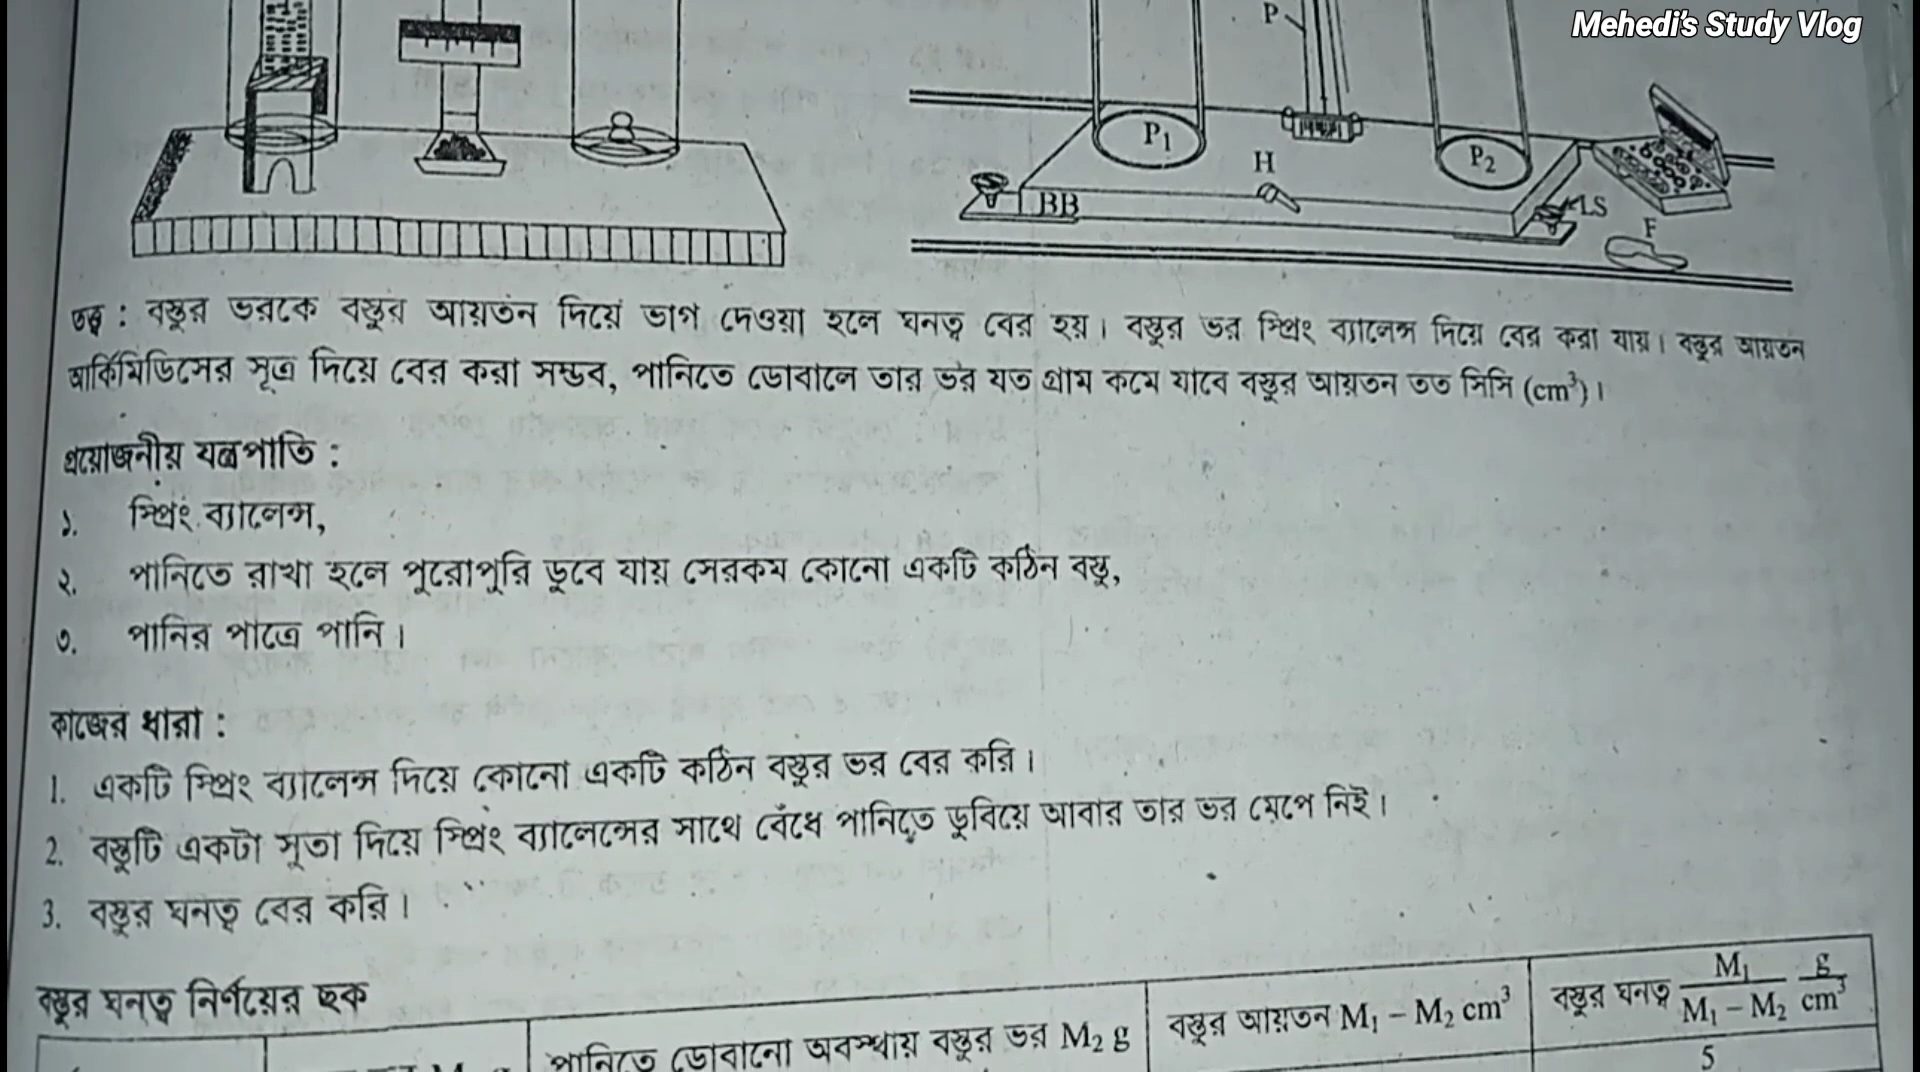 Mehedi's Study Vlog
P
P₁
P₂
H
BB
LS
F
তত্ত্ব : বস্তুর ভরকে বস্তুর আয়তন দিয়ে ভাগ দেওয়া হলে ঘনত্ব বের হয়। বস্তুর ভর স্প্রিং ব্যালেন্স দিয়ে বের করা যায়। বস্তুর আয়তন
আর্কিমিডিসের সূত্র দিয়ে বের করা সম্ভব, পানিতে ডোবালে তার ভর যত গ্রাম কমে যাবে বস্তুর আয়তন তত সিসি (cm³)।
প্রয়োজনীয় যন্ত্রপাতি :
১. স্প্রিং ব্যালেন্স,
২. পানিতে রাখা হলে পুরোপুরি ডুবে যায় সেরকম কোনো একটি কঠিন বস্তু,
৩. পানির পাত্রে পানি।
কাজের ধারা :
1. একটি স্প্রিং ব্যালেন্স দিয়ে কোনো একটি কঠিন বস্তুর ভর বের করি।
2. বস্তুটি একটা সূতা দিয়ে স্প্রিং ব্যালেন্সের সাথে বেঁধে পানিতে ডুবিয়ে আবার তার ভর মেপে নিই।
3. বস্তুর ঘনত্ব বের করি।
বস্তুর ঘনত্ব নির্ণয়ের ছক
পানিতে ডোবানো অবস্থায় বস্তুর ভর M₂ g
বস্তুর আয়তন M₁ – M₂ cm³
বস্তুর ঘনত্ব M₁/(M₁ – M₂) g/cm³
5